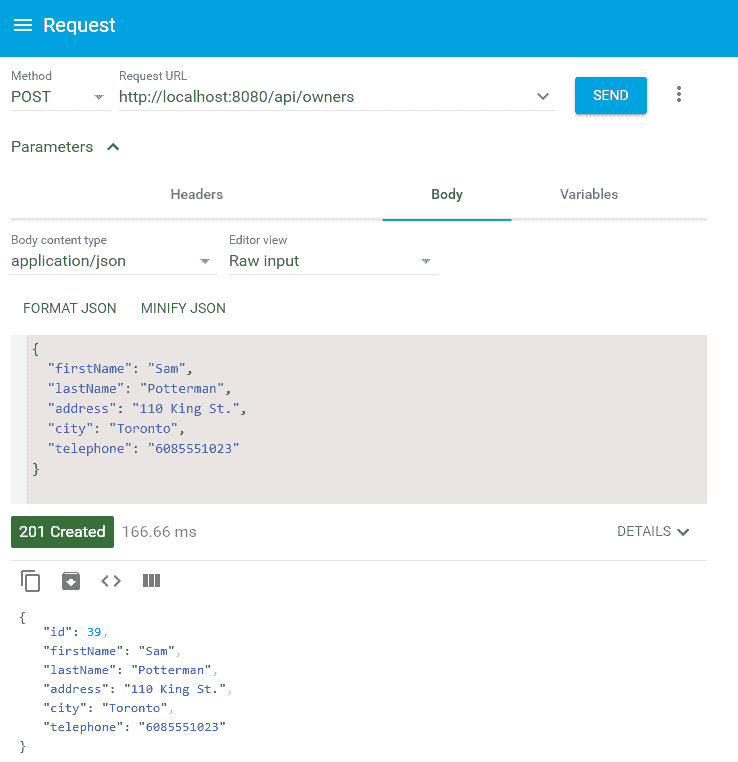 Request
Method
Request URL
POST
http://localhost:8080/api/owners
SEND
Parameters
Headers
Body
Variables
Body content type
Editor view
application/json
Raw input
FORMAT JSON
MINIFY JSON
{
"firstName": "Sam",
"lastName": "Potterman",
"address": "110 King St.",
"city": "Toronto",
"telephone": "6085551023"
}
201 Created
166.66 ms
DETAILS
{
"id": 39,
"firstName": "Sam",
"lastName": "Potterman",
"address": "110 King St.",
"city": "Toronto",
"telephone": "6085551023"
}